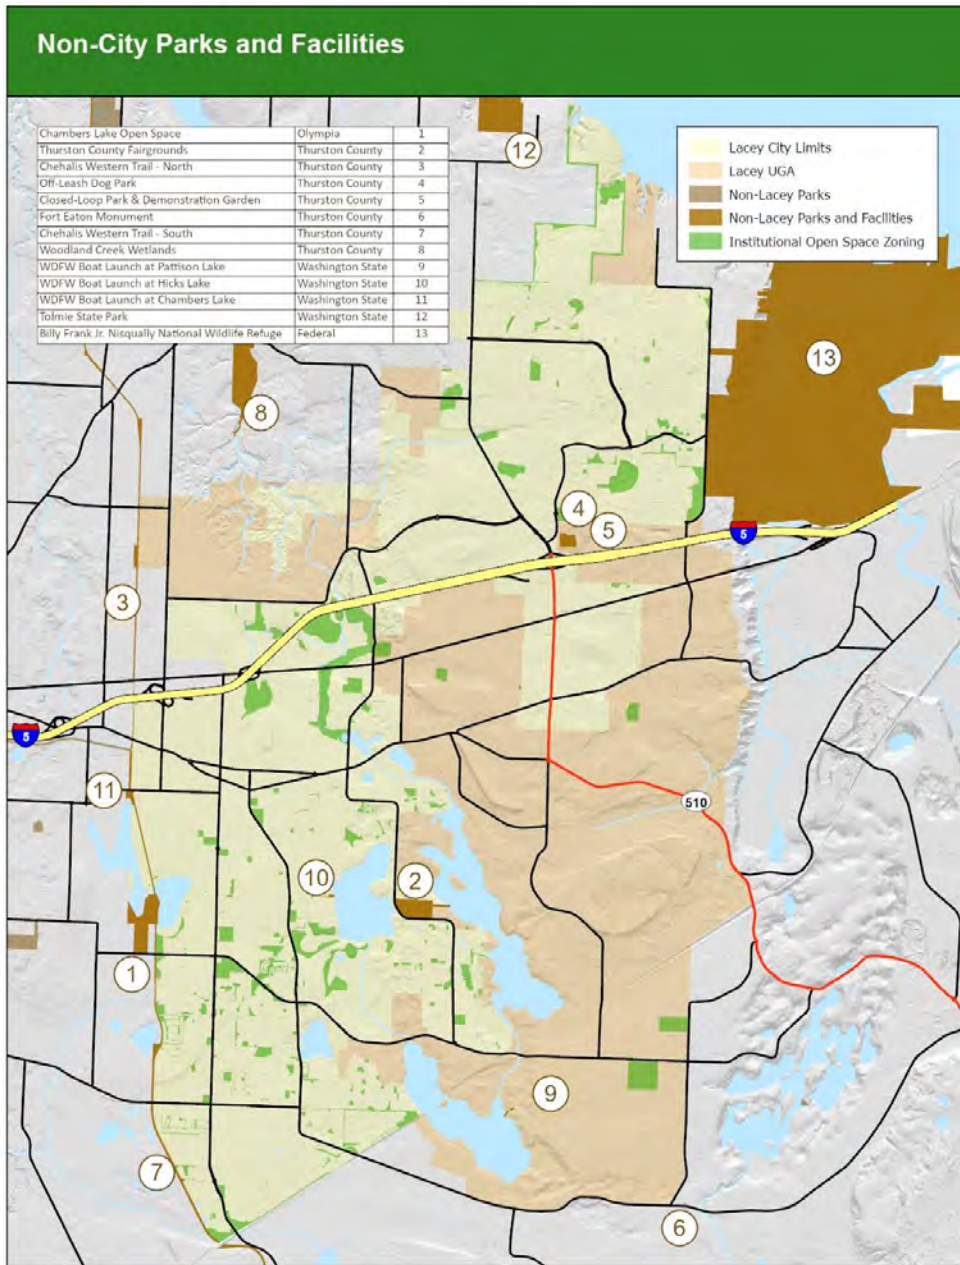 Non-City Parks and Facilities
Chambers Lake Open Space Olympia 1
Thurston County Fairgrounds Thurston County 2
Chehalis Western Trail - North Thurston County 3
Off-Leash Dog Park Thurston County 4
Closed-Loop Park & Demonstration Garden Thurston County 5
Fort Eaton Monument Thurston County 6
Chehalis Western Trail - South Thurston County 7
Woodland Creek Wetlands Thurston County 8
WDFW Boat Launch at Pattison Lake Washington State 9
WDFW Boat Launch at Hicks Lake Washington State 10
WDFW Boat Launch at Chambers Lake Washington State 11
Tolmie State Park Washington State 12
Billy Frank Jr. Nisqually National Wildlife Refuge Federal 13
Lacey City Limits
Lacey UGA
Non-Lacey Parks
Non-Lacey Parks and Facilities
Institutional Open Space Zoning
12
13
8
4
5
5
3
5
11
510
10
2
1
9
7
6